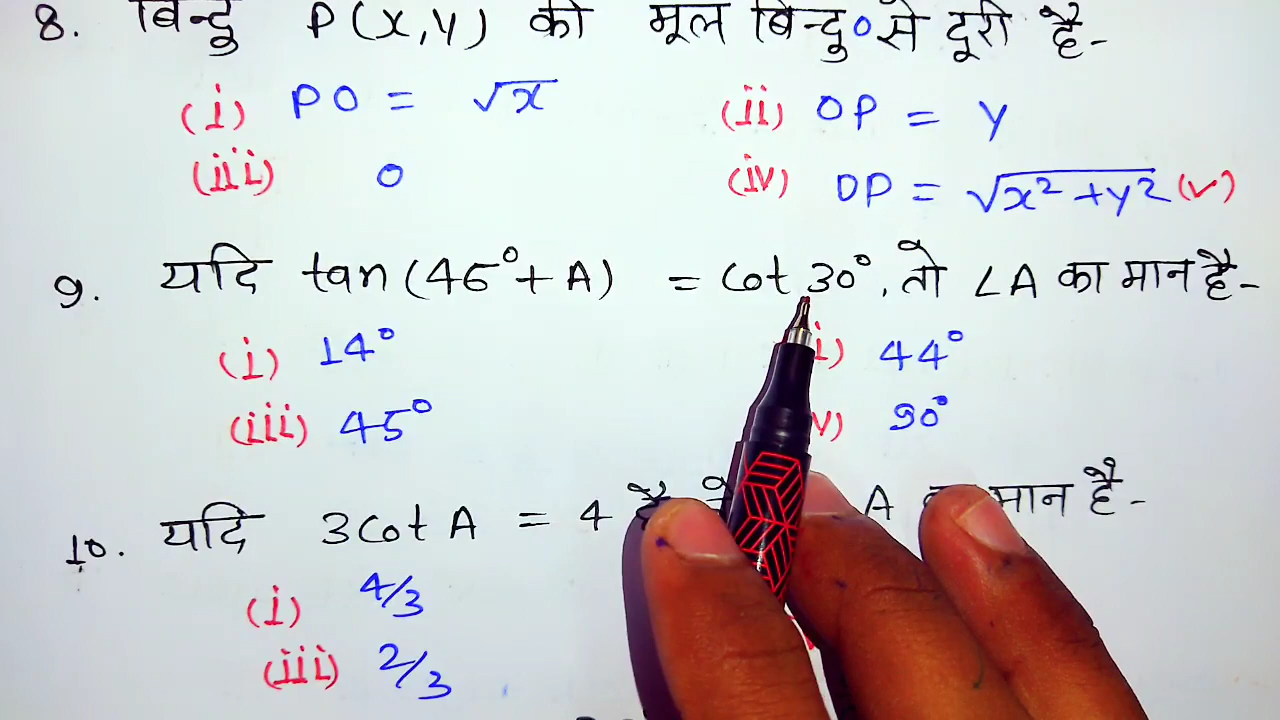 8. बिन्दु P(x,y) की मूल बिन्दु o से दूरी है-
(i) PO = √x (ii) OP = y
(iii) 0 (iv) OP = √x²+y² (v)
9. यदि tan(46°+A) = Cot 30°, तो ∠A का मान है-
(i) 14° i) 44°
(iii) 45° v) 90°
10. यदि 3Cot A = 4 है A मान है-
(i) 4/3
(iii) 2/3